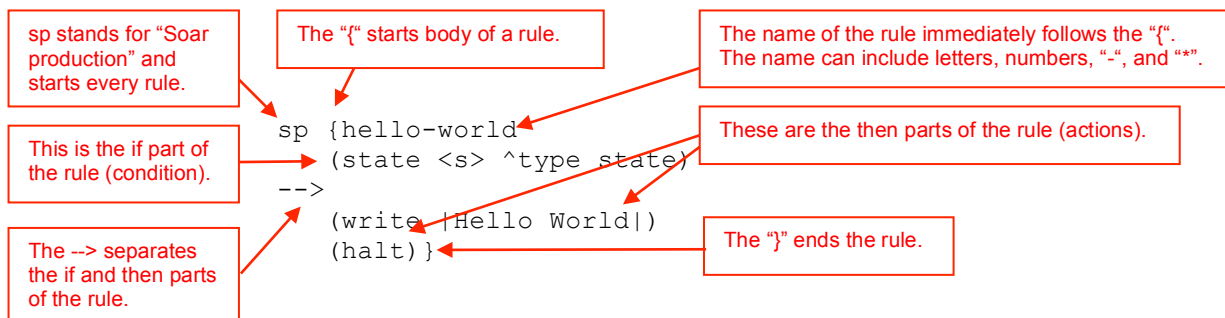 sp stands for “Soar
production” and
starts every rule.
The “{“ starts body of a rule.
The name of the rule immediately follows the “{“.
The name can include letters, numbers, “-“, and “*”.
This is the if part of
the rule (condition).
These are the then parts of the rule (actions).
sp {hello-world
(state <s> ^type state)
-->
(write |Hello World|)
(halt)}
The --> separates
the if and then parts
of the rule.
The “}” ends the rule.